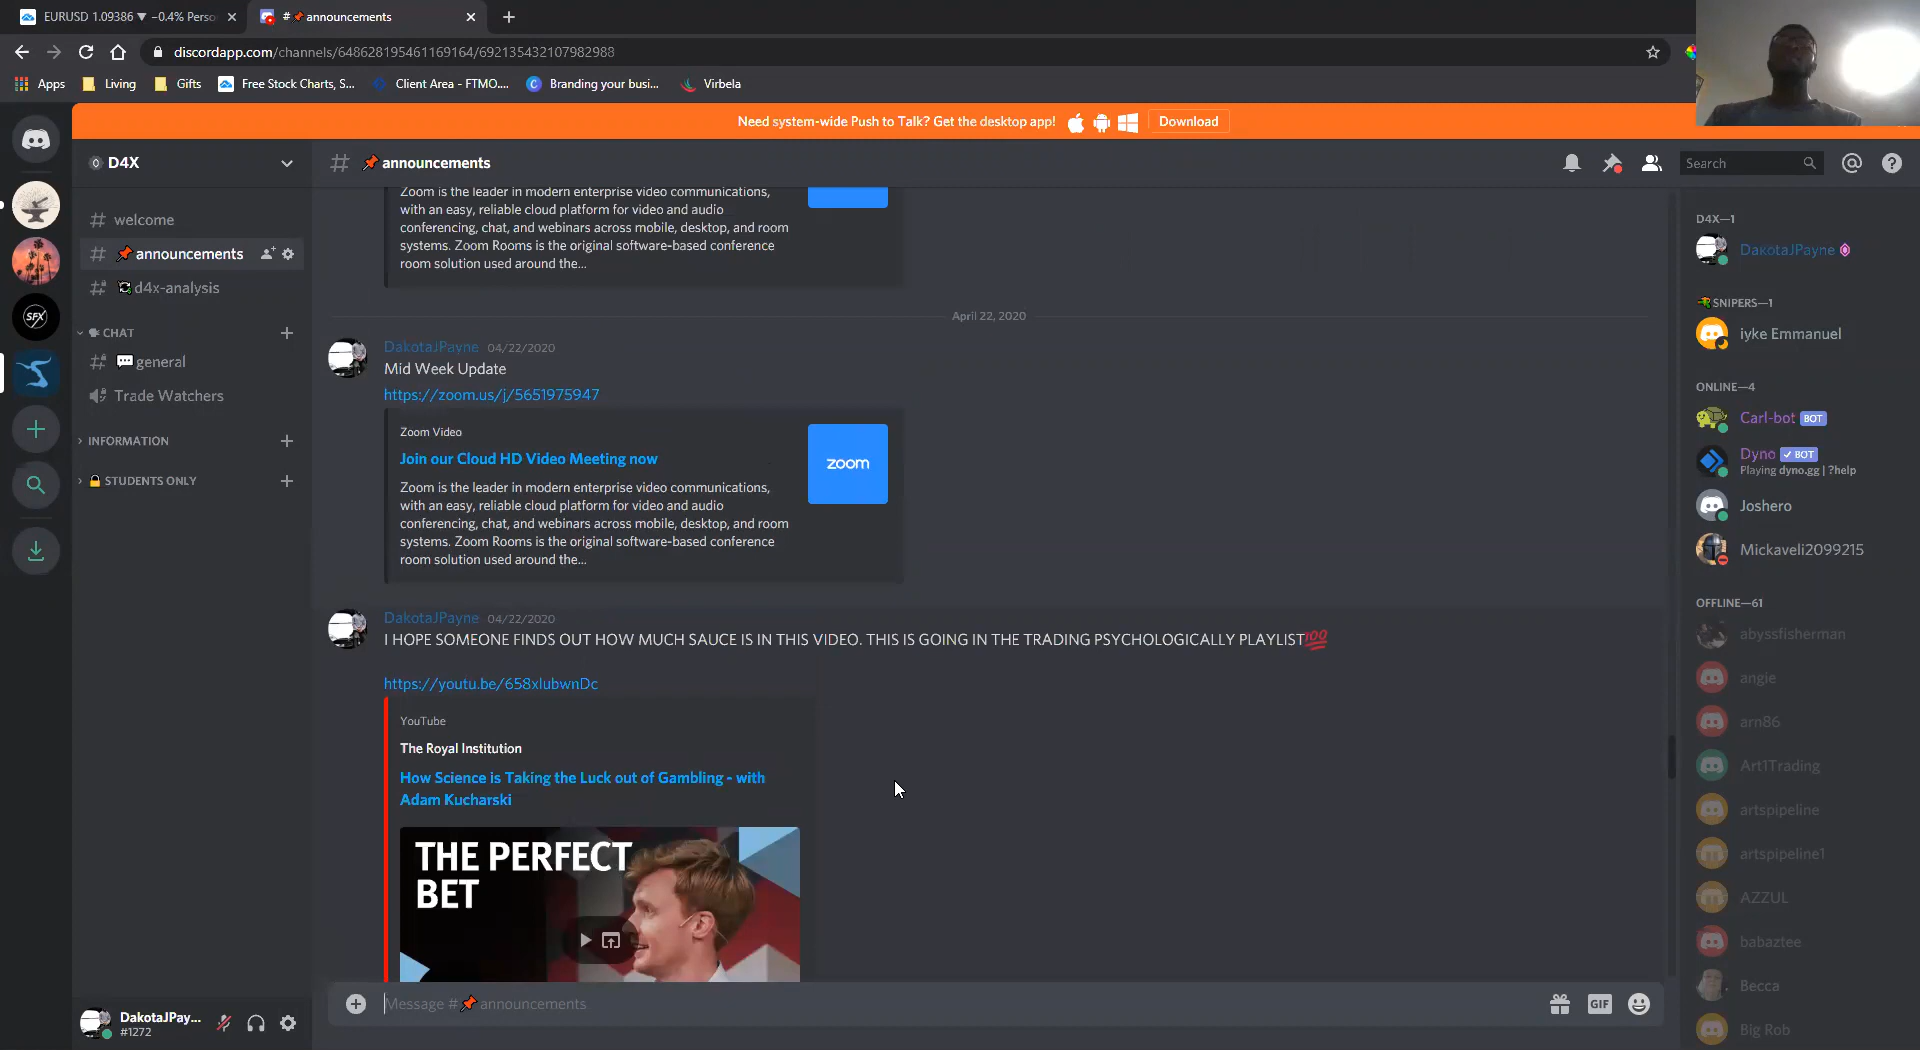 EURUSD 1.09386 ▼ −0.4% Perso
# 📌 announcements
discordapp.com/channels/648628195461169164/692135432107982988
Apps
Living
Gifts
Free Stock Charts, S...
Client Area - FTMO....
Branding your busi...
Virbela
Need system-wide Push to Talk? Get the desktop app!
Download
D4X
# 📌 announcements
Search
# welcome
# 📌 announcements
# d4x-analysis
CHAT
# 💬 general
Trade Watchers
INFORMATION
🔒 STUDENTS ONLY
SFX
DakotaJPay...
#1272
Zoom is the leader in modern enterprise video communications,
with an easy, reliable cloud platform for video and audio
conferencing, chat, and webinars across mobile, desktop, and room
systems. Zoom Rooms is the original software-based conference
room solution used around the...
April 22, 2020
DakotaJPayne 04/22/2020
Mid Week Update
https://zoom.us/j/5651975947
Zoom Video
Join our Cloud HD Video Meeting now
Zoom is the leader in modern enterprise video communications,
with an easy, reliable cloud platform for video and audio
conferencing, chat, and webinars across mobile, desktop, and room
systems. Zoom Rooms is the original software-based conference
room solution used around the...
zoom
DakotaJPayne 04/22/2020
I HOPE SOMEONE FINDS OUT HOW MUCH SAUCE IS IN THIS VIDEO. THIS IS GOING IN THE TRADING PSYCHOLOGICALLY PLAYLIST💯
https://youtu.be/658xlubwnDc
YouTube
The Royal Institution
How Science is Taking the Luck out of Gambling - with
Adam Kucharski
THE PERFECT
BET
Message #📌 announcements
GIF
D4X—1
DakotaJPayne
SNIPERS—1
iyke Emmanuel
ONLINE—4
Carl-bot BOT
Dyno ✓ BOT
Playing dyno.gg | ?help
Joshero
Mickaveli2099215
OFFLINE—61
abyssfisherman
angie
arn86
Art1Trading
artspipeline
artspipeline1
AZZUL
babaztee
Becca
Big Rob